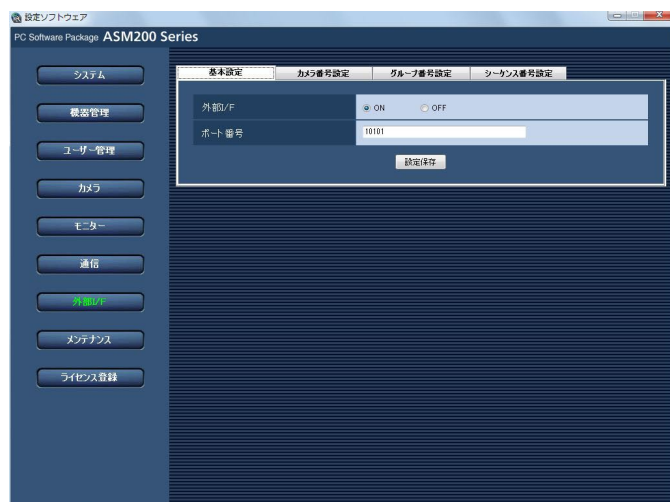 設定ソフトウェア
PC Software Package ASM200 Series
システム
機器管理
ユーザー管理
カメラ
モニター
通信
外部I/F
メンテナンス
ライセンス登録
基本設定 カメラ番号設定 グループ番号設定 シーケンス番号設定
外部I/F ON OFF
ポート番号 10101
設定保存